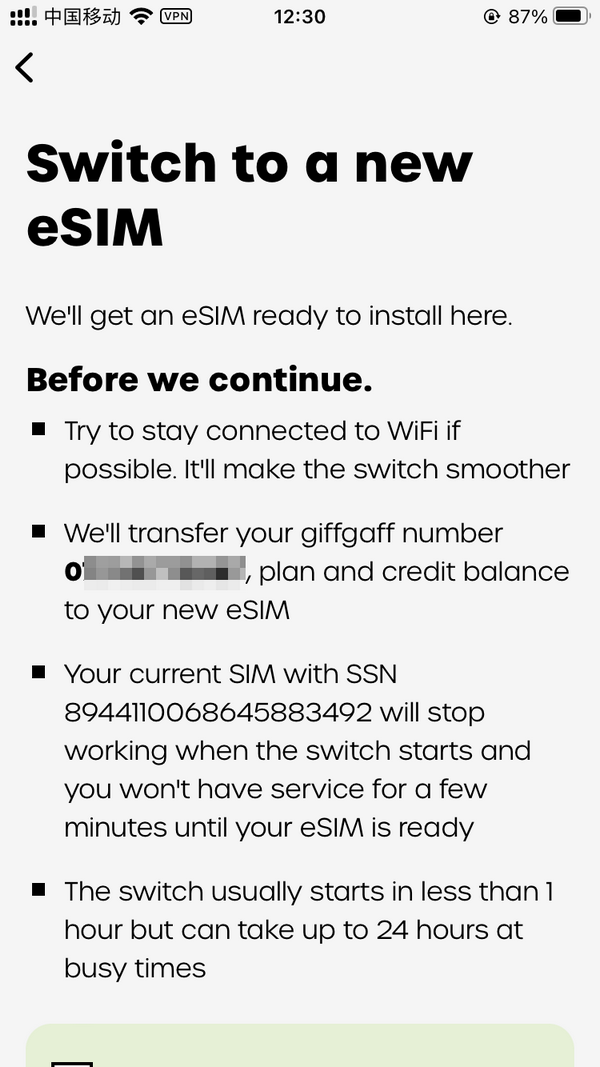 中国移动 VPN 12:30 87%
Switch to a new
eSIM
We'll get an eSIM ready to install here.
Before we continue.
Try to stay connected to WiFi if
possible. It'll make the switch smoother
We'll transfer your giffgaff number
0, plan and credit balance
to your new eSIM
Your current SIM with SSN
8944110068645883492 will stop
working when the switch starts and
you won't have service for a few
minutes until your eSIM is ready
The switch usually starts in less than 1
hour but can take up to 24 hours at
busy times